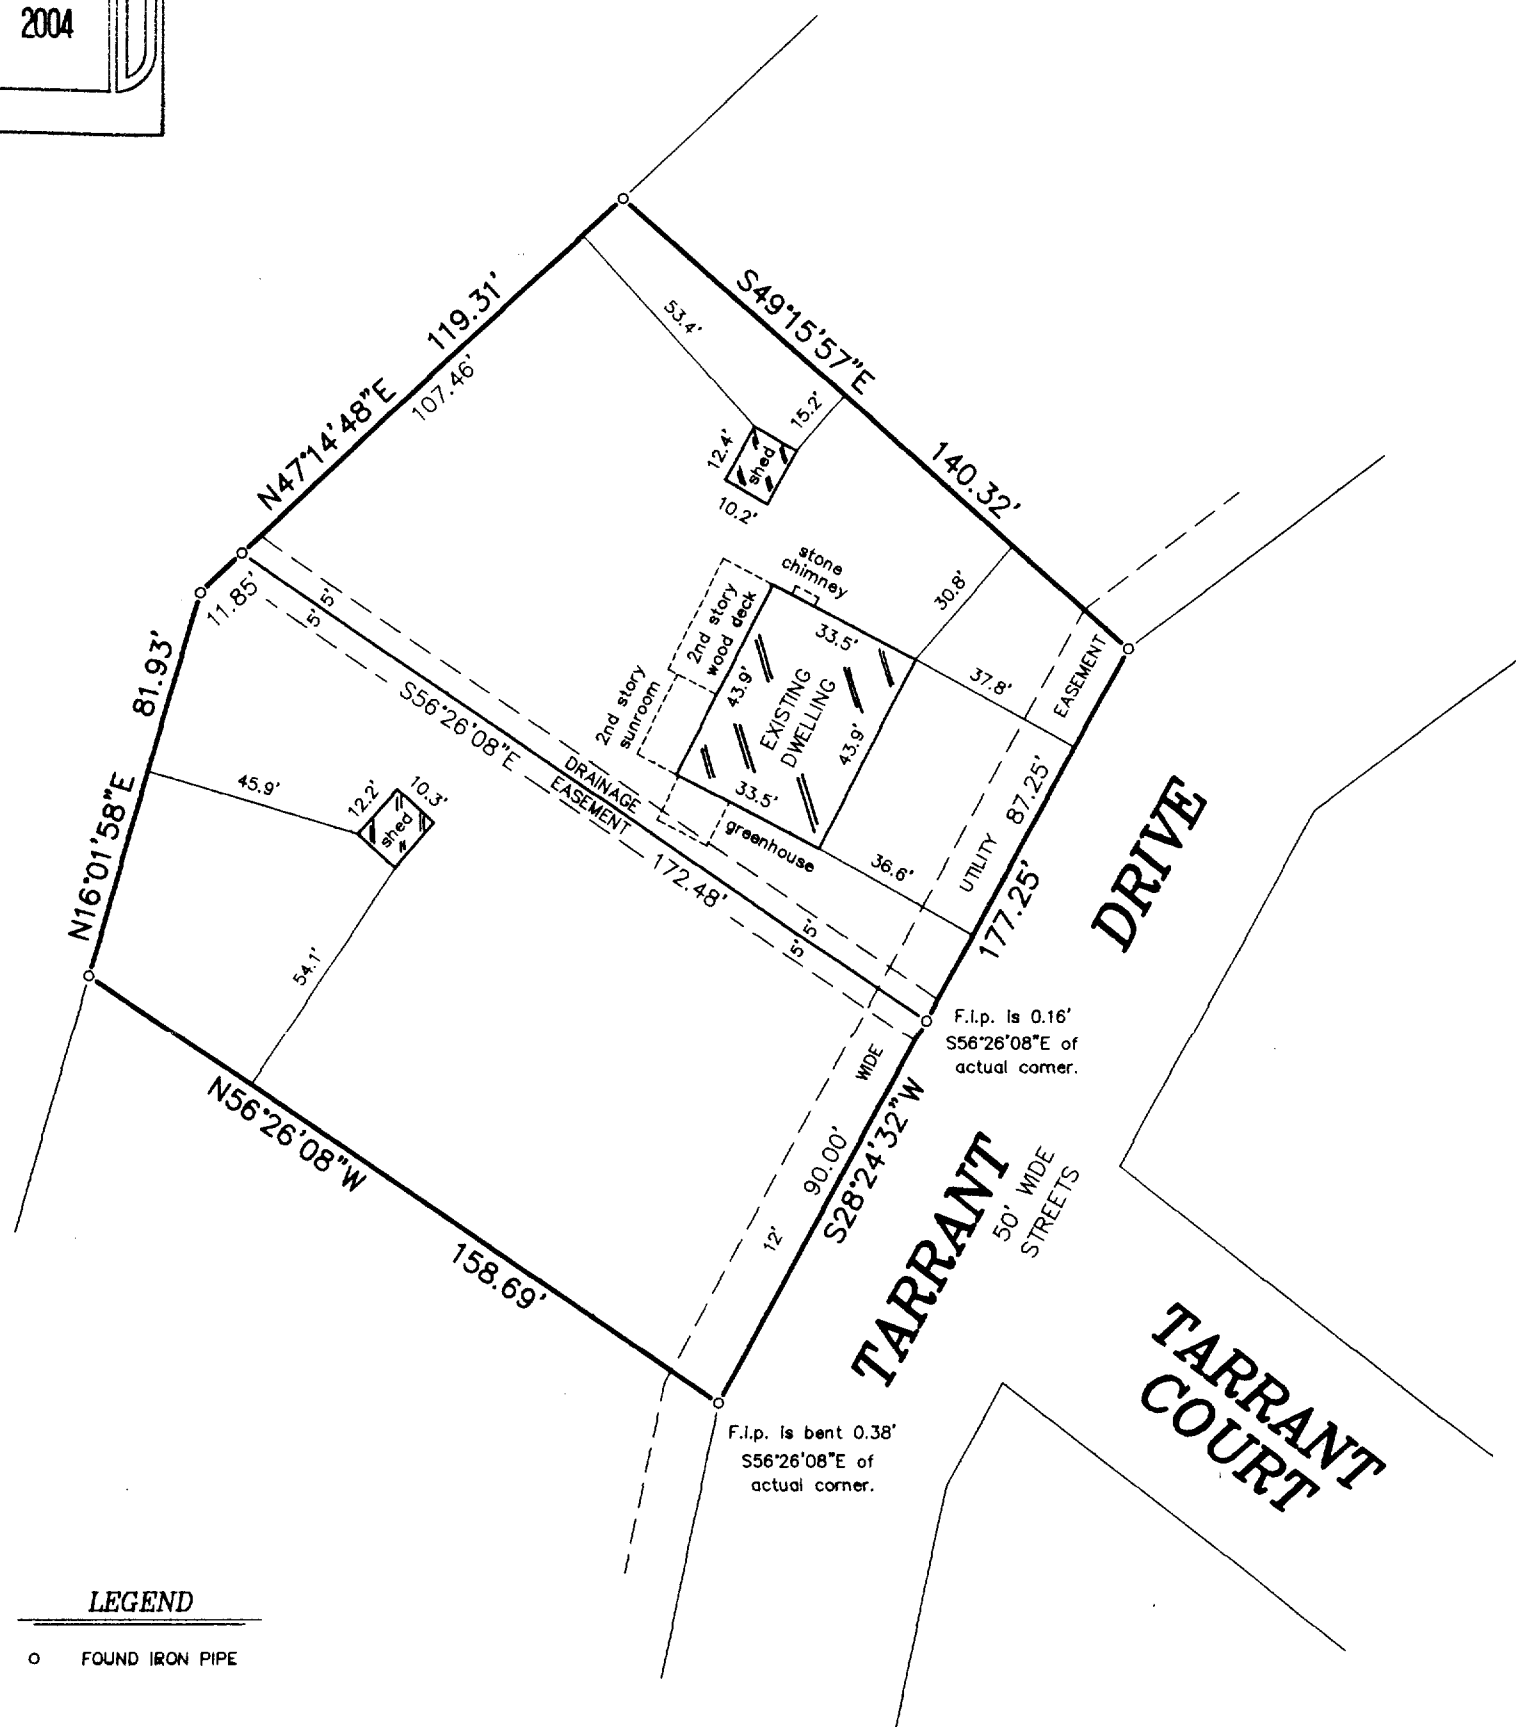 2004
S49°15'57"E
140.32'
119.31'
N47°14'48"E
107.46'
53.4'
15.2'
12.4'
shed
10.2'
stone
chimney
30.8'
33.5'
2nd story
wood deck
43.9'
2nd story
sunroom
EXISTING
DWELLING
43.9'
33.5'
37.8'
36.6'
greenhouse
EASEMENT
UTILITY
87.25'
177.25'
11.85'
5' 5'
S56°26'08"E
DRAINAGE
EASEMENT
172.48'
5' 5'
81.93'
N16°01'58"E
45.9'
12.2'
10.3'
shed
54.1'
N56°26'08"W
158.69'
F.i.p. is 0.16'
S56°26'08"E of
actual corner.
WIDE
90.00'
S28°24'32"W
12'
TARRANT DRIVE
50' WIDE
STREETS
TARRANT
COURT
F.i.p. is bent 0.38'
S56°26'08"E of
actual corner.
LEGEND
o FOUND IRON PIPE